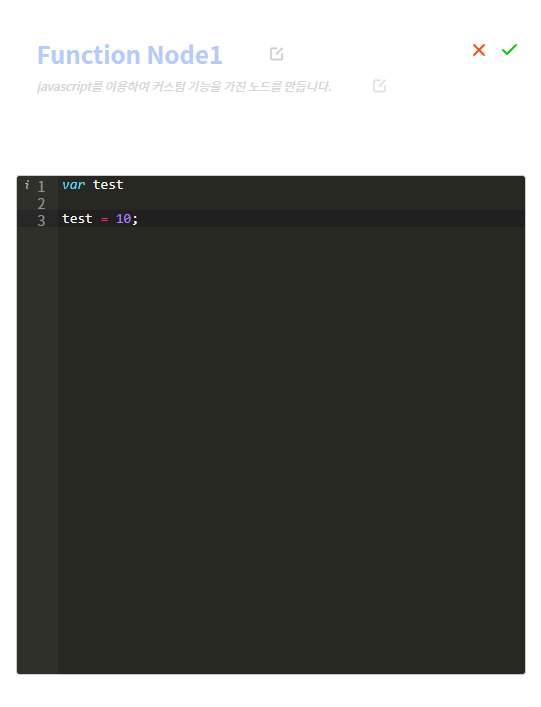 Function Node1
javascript를 이용하여 커스텀 기능을 가진 노드를 만듭니다.
i 1 var test
2
3 test = 10;